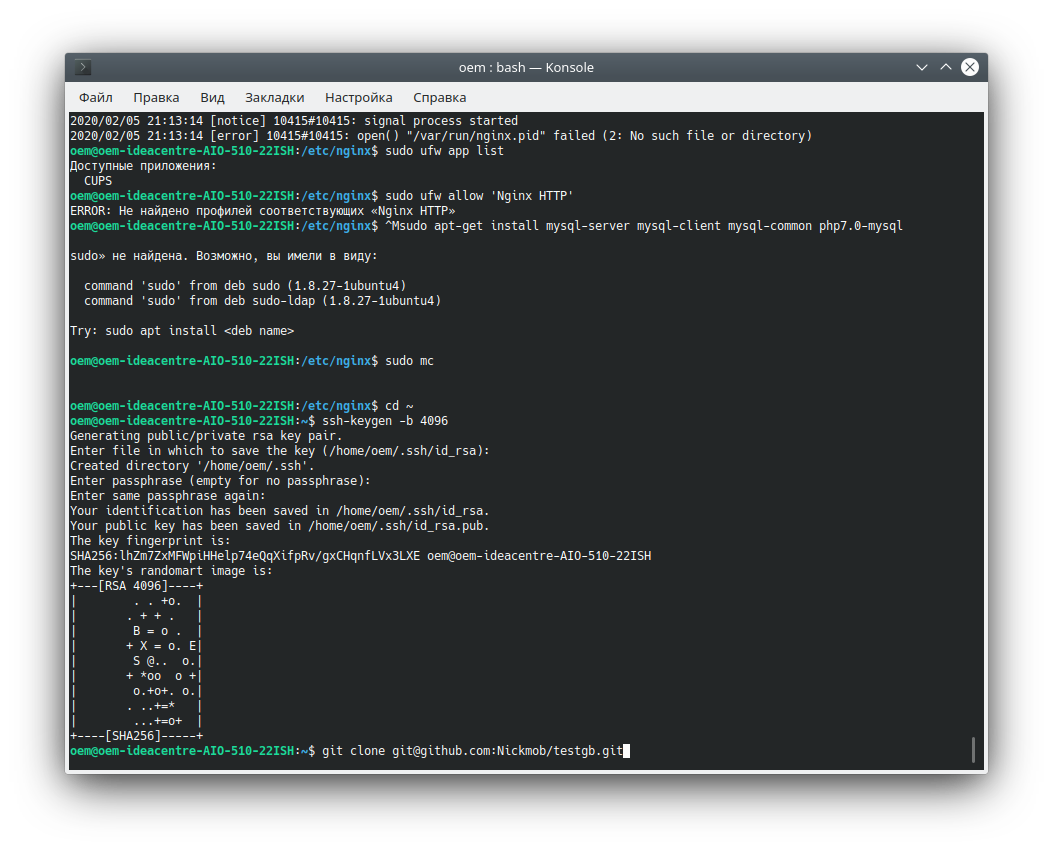 oem : bash — Konsole
Файл Правка Вид Закладки Настройка Справка
2020/02/05 21:13:14 [notice] 10415#10415: signal process started
2020/02/05 21:13:14 [error] 10415#10415: open() "/var/run/nginx.pid" failed (2: No such file or directory)
oem@oem-ideacentre-AIO-510-22ISH:/etc/nginx$ sudo ufw app list
Доступные приложения:
  CUPS
oem@oem-ideacentre-AIO-510-22ISH:/etc/nginx$ sudo ufw allow 'Nginx HTTP'
ERROR: Не найдено профилей соответствующих «Nginx HTTP»
oem@oem-ideacentre-AIO-510-22ISH:/etc/nginx$ ^Msudo apt-get install mysql-server mysql-client mysql-common php7.0-mysql
sudo» не найдена. Возможно, вы имели в виду:
  command 'sudo' from deb sudo (1.8.27-1ubuntu4)
  command 'sudo' from deb sudo-ldap (1.8.27-1ubuntu4)
Try: sudo apt install <deb name>
oem@oem-ideacentre-AIO-510-22ISH:/etc/nginx$ sudo mc
oem@oem-ideacentre-AIO-510-22ISH:/etc/nginx$ cd ~
oem@oem-ideacentre-AIO-510-22ISH:~$ ssh-keygen -b 4096
Generating public/private rsa key pair.
Enter file in which to save the key (/home/oem/.ssh/id_rsa):
Created directory '/home/oem/.ssh'.
Enter passphrase (empty for no passphrase):
Enter same passphrase again:
Your identification has been saved in /home/oem/.ssh/id_rsa.
Your public key has been saved in /home/oem/.ssh/id_rsa.pub.
The key fingerprint is:
SHA256:lhZm7ZxMFWpiHHelp74eQqXifpRv/gxCHqnfLVx3LXE oem@oem-ideacentre-AIO-510-22ISH
The key's randomart image is:
+---[RSA 4096]----+
|        . . +o.  |
|       . + + .   |
|        B = o .  |
|       + X = o. E|
|        S @..  o.|
|       + *oo  o +|
|        o.+o+. o.|
|       . ..+=*   |
|        ...+=o+  |
+----[SHA256]-----+
oem@oem-ideacentre-AIO-510-22ISH:~$ git clone git@github.com:Nickmob/testgb.git